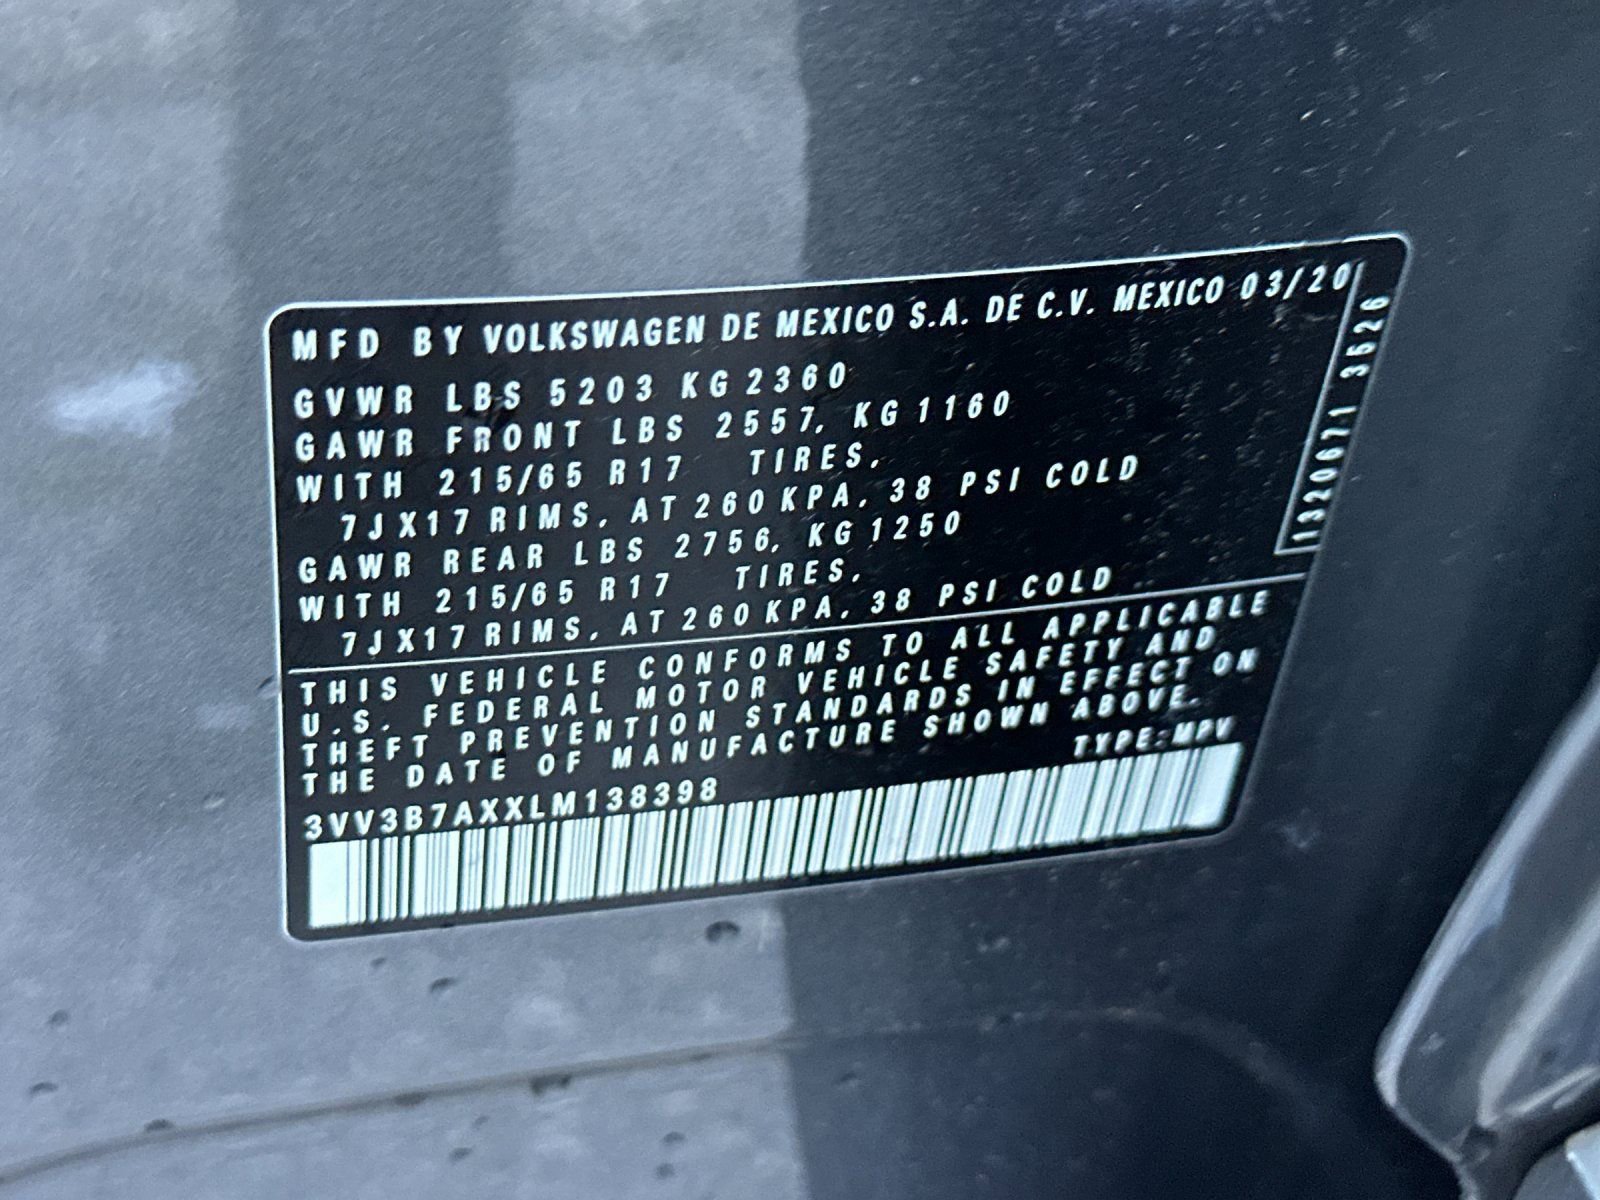 MFD BY VOLKSWAGEN DE MEXICO S.A. DE C.V. MEXICO 03/20
GVWR LBS 5203 KG 2360
GAWR FRONT LBS 2557, KG 1160
WITH 215/65 R17 TIRES,
7JX17 RIMS, AT 260 KPA, 38 PSI COLD
GAWR REAR LBS 2756, KG 1250
WITH 215/65 R17 TIRES,
7JX17 RIMS, AT 260 KPA, 38 PSI COLD
1320671 3526
THIS VEHICLE CONFORMS TO ALL APPLICABLE
U.S. FEDERAL MOTOR VEHICLE SAFETY AND
THEFT PREVENTION STANDARDS IN EFFECT ON
THE DATE OF MANUFACTURE SHOWN ABOVE.
TYPE: MPV
3VV3B7AXXLM138398